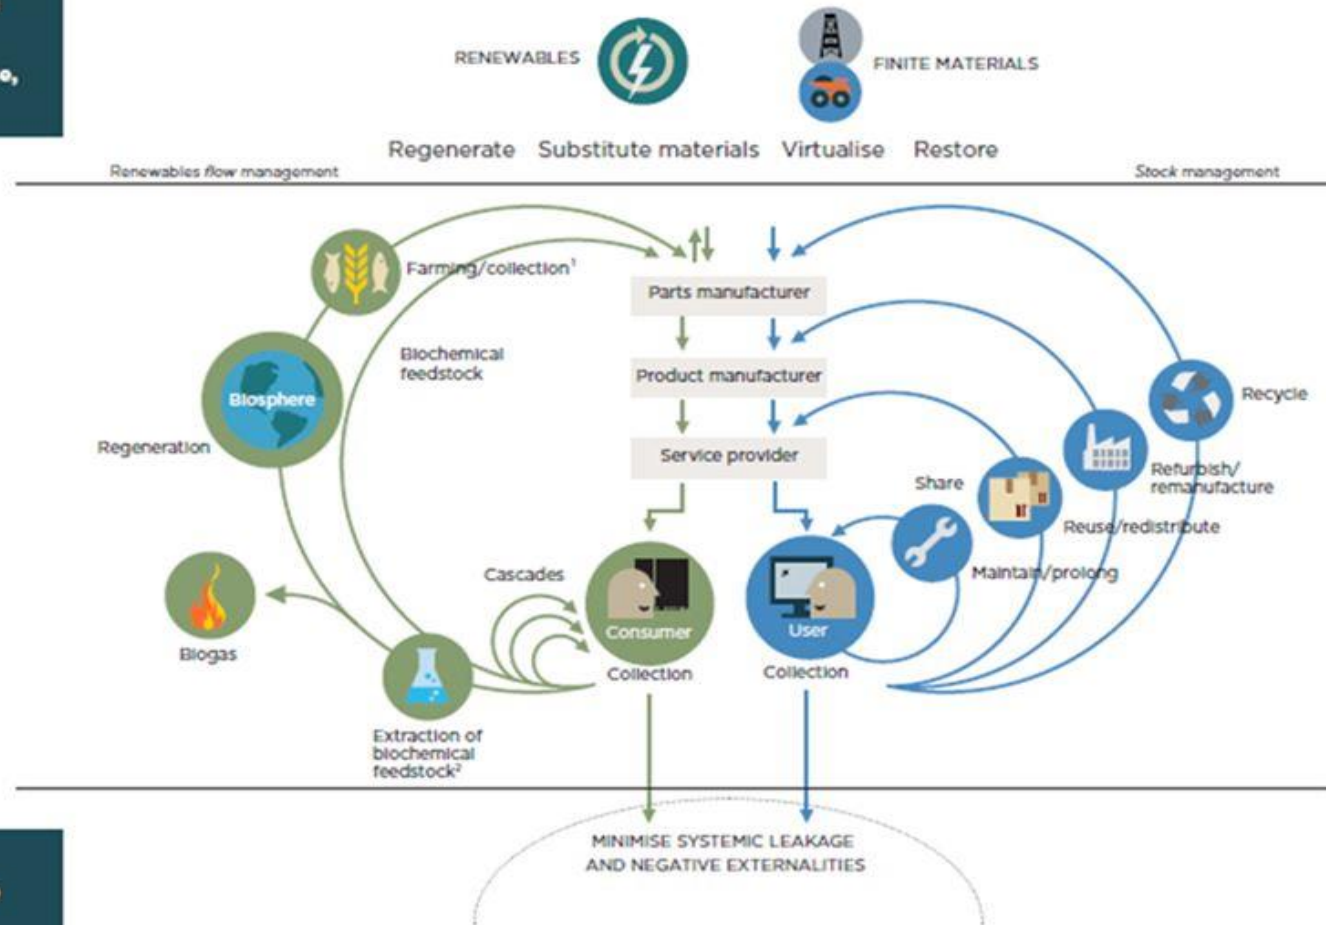 RENEWABLES
FINITE MATERIALS
Regenerate Substitute materials Virtualise Restore
Renewables flow management
Stock management
Farming/collection¹
Parts manufacturer
Biochemical
feedstock
Biosphere
Product manufacturer
Recycle
Regeneration
Service provider
Share
Refurbish/
remanufacture
Reuse/redistribute
Cascades
Maintain/prolong
Consumer
User
Biogas
Collection
Collection
Extraction of
biochemical
feedstock²
MINIMISE SYSTEMIC LEAKAGE
AND NEGATIVE EXTERNALITIES